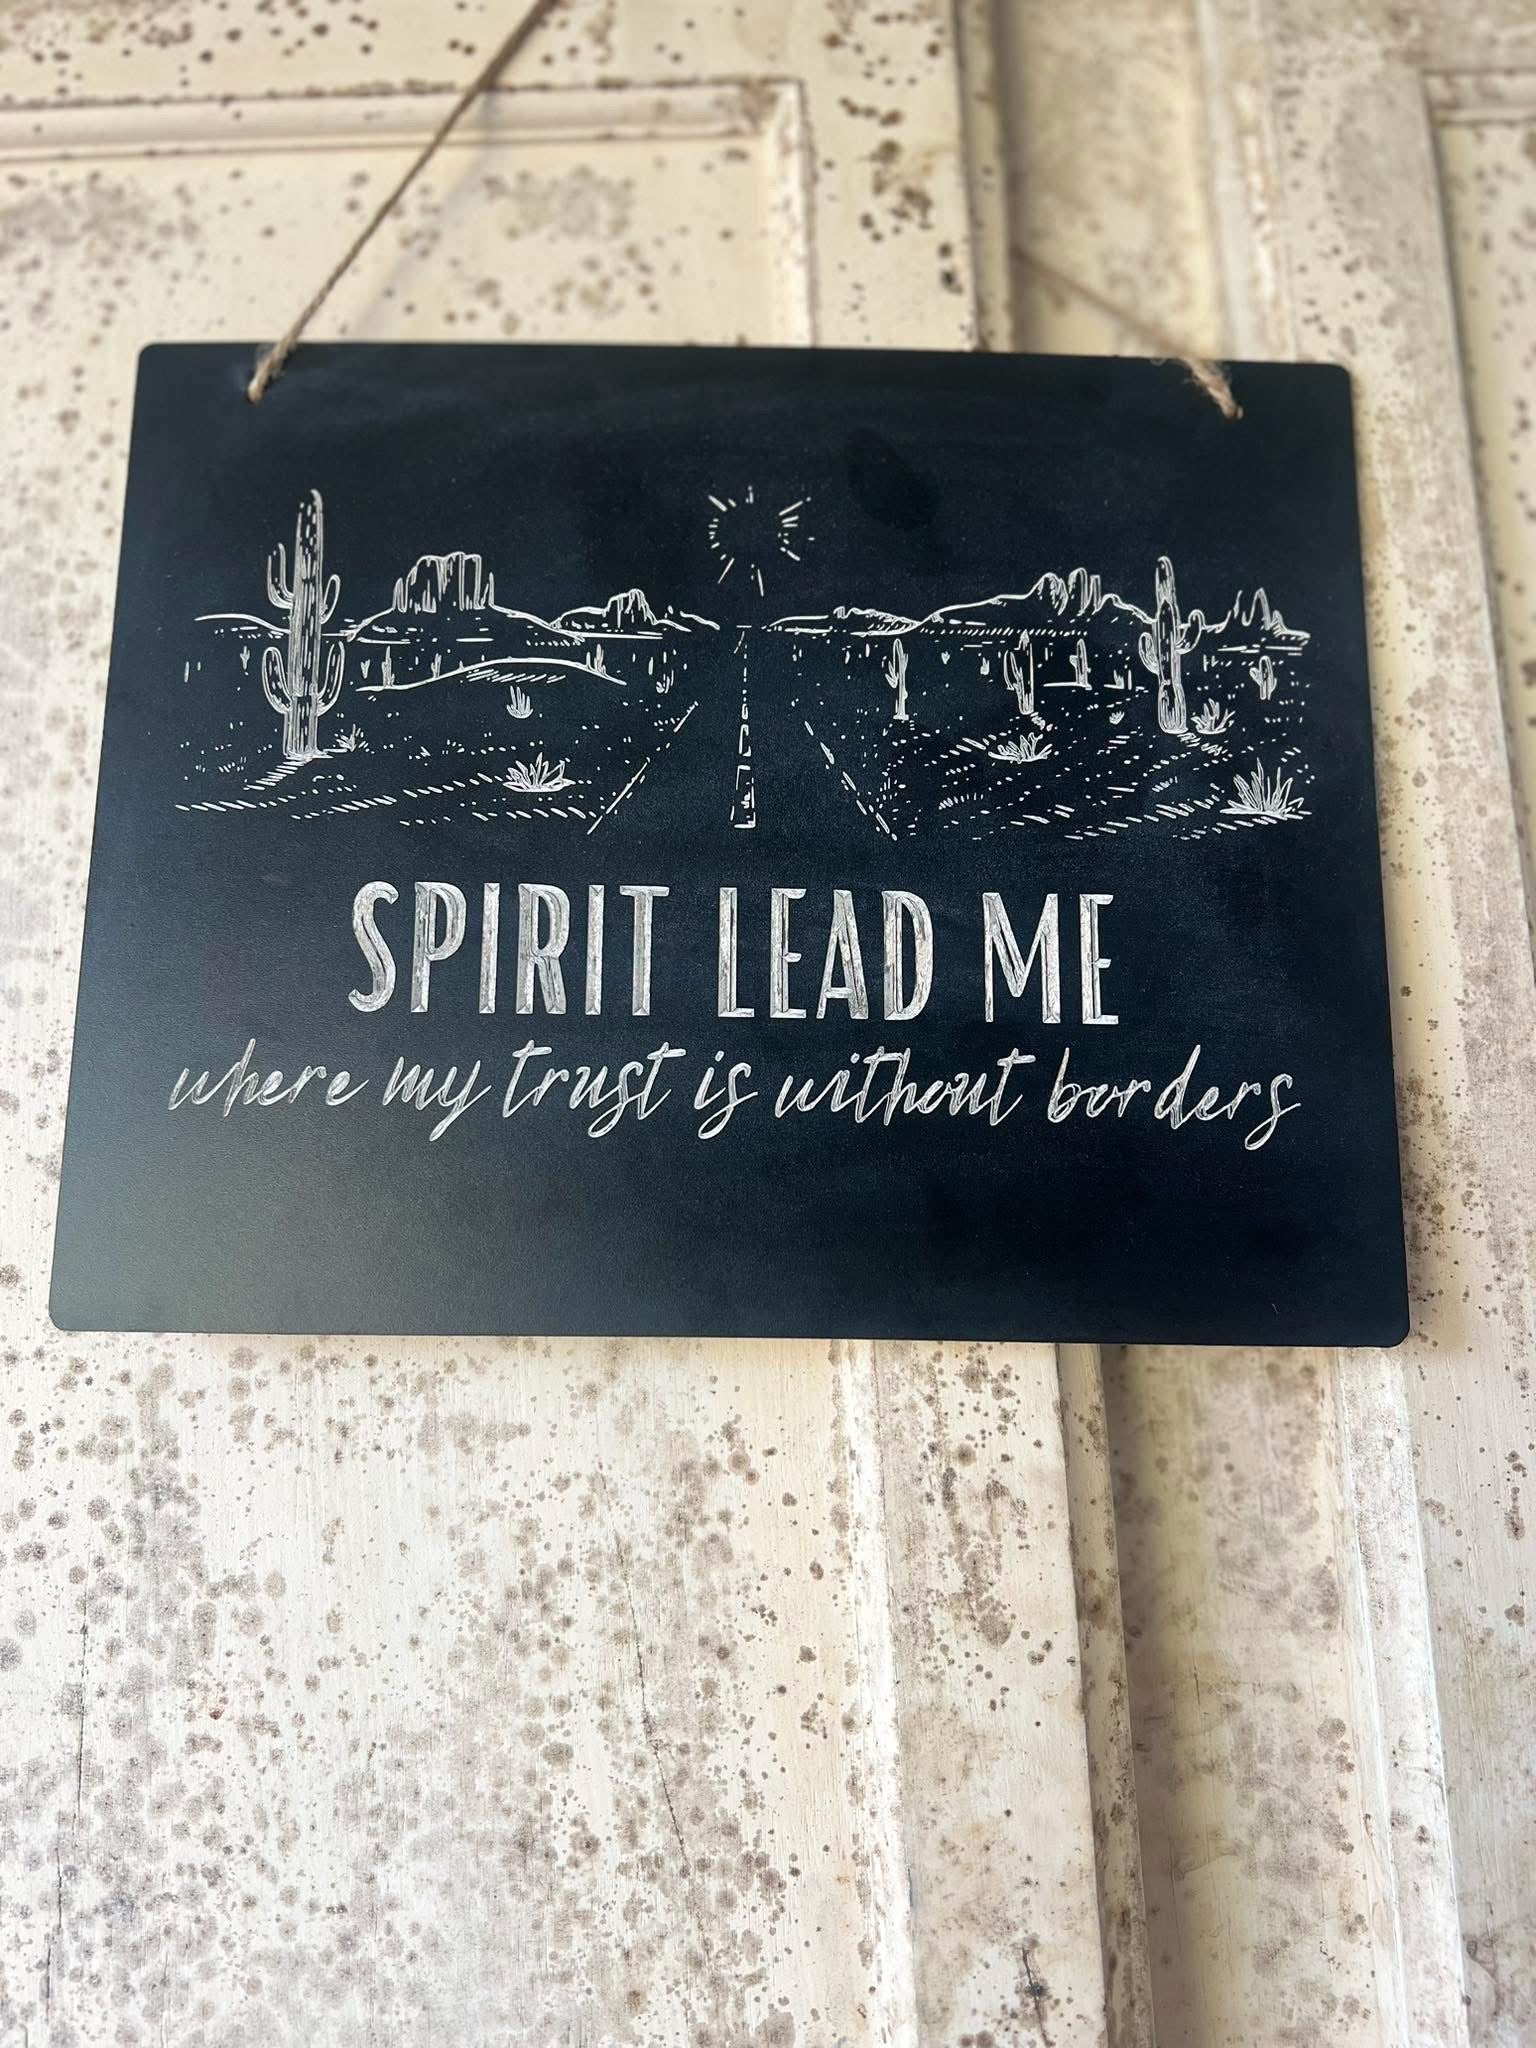 SPIRIT LEAD ME
where my trust is without borders